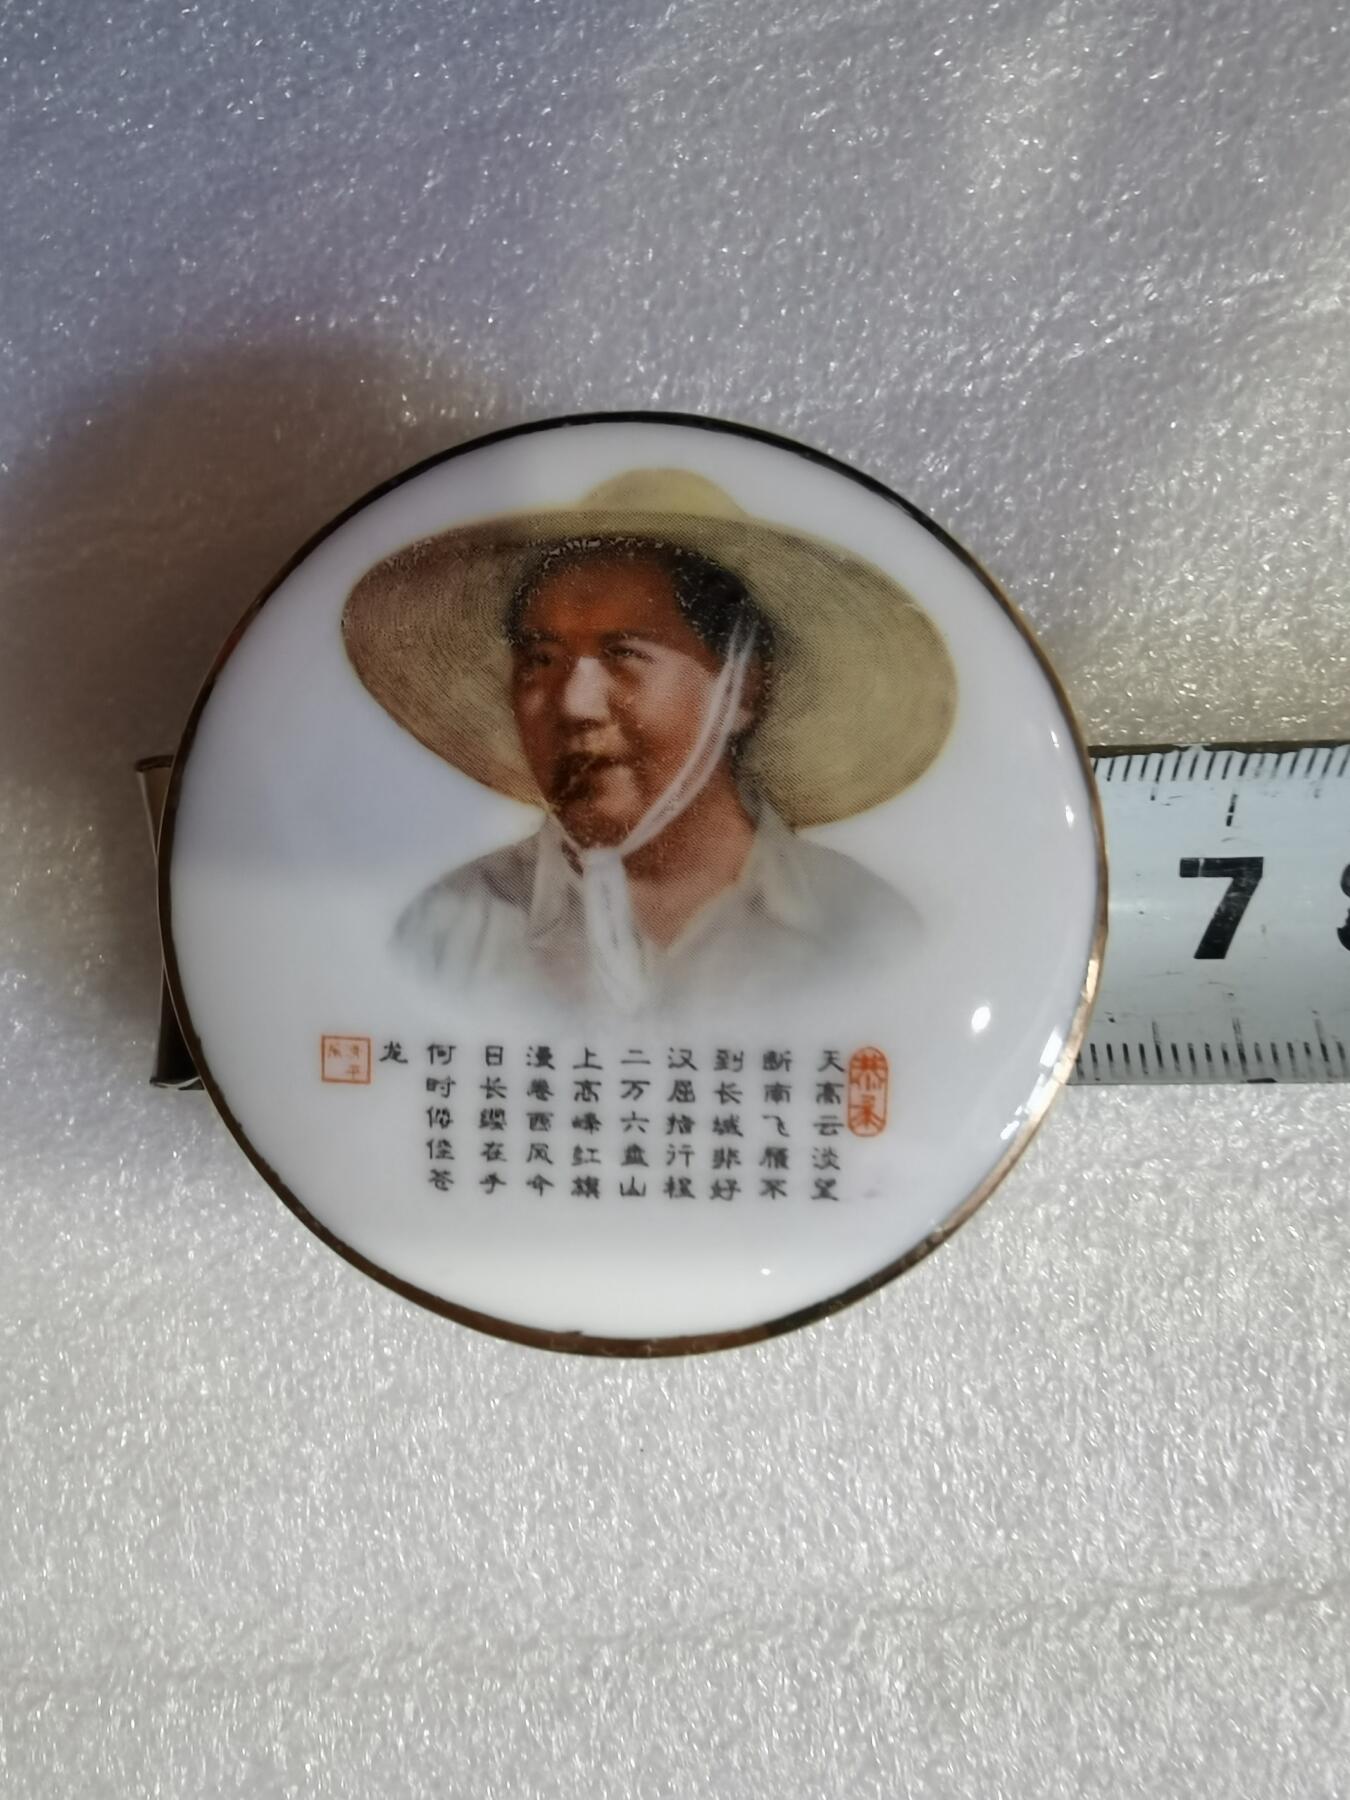 天高云淡望
断南飞雁不
到长城非好
汉屈指行程
二万六盘山
上高峰红旗
漫卷西风今
日长缨在手
何时缚住苍
龙
7